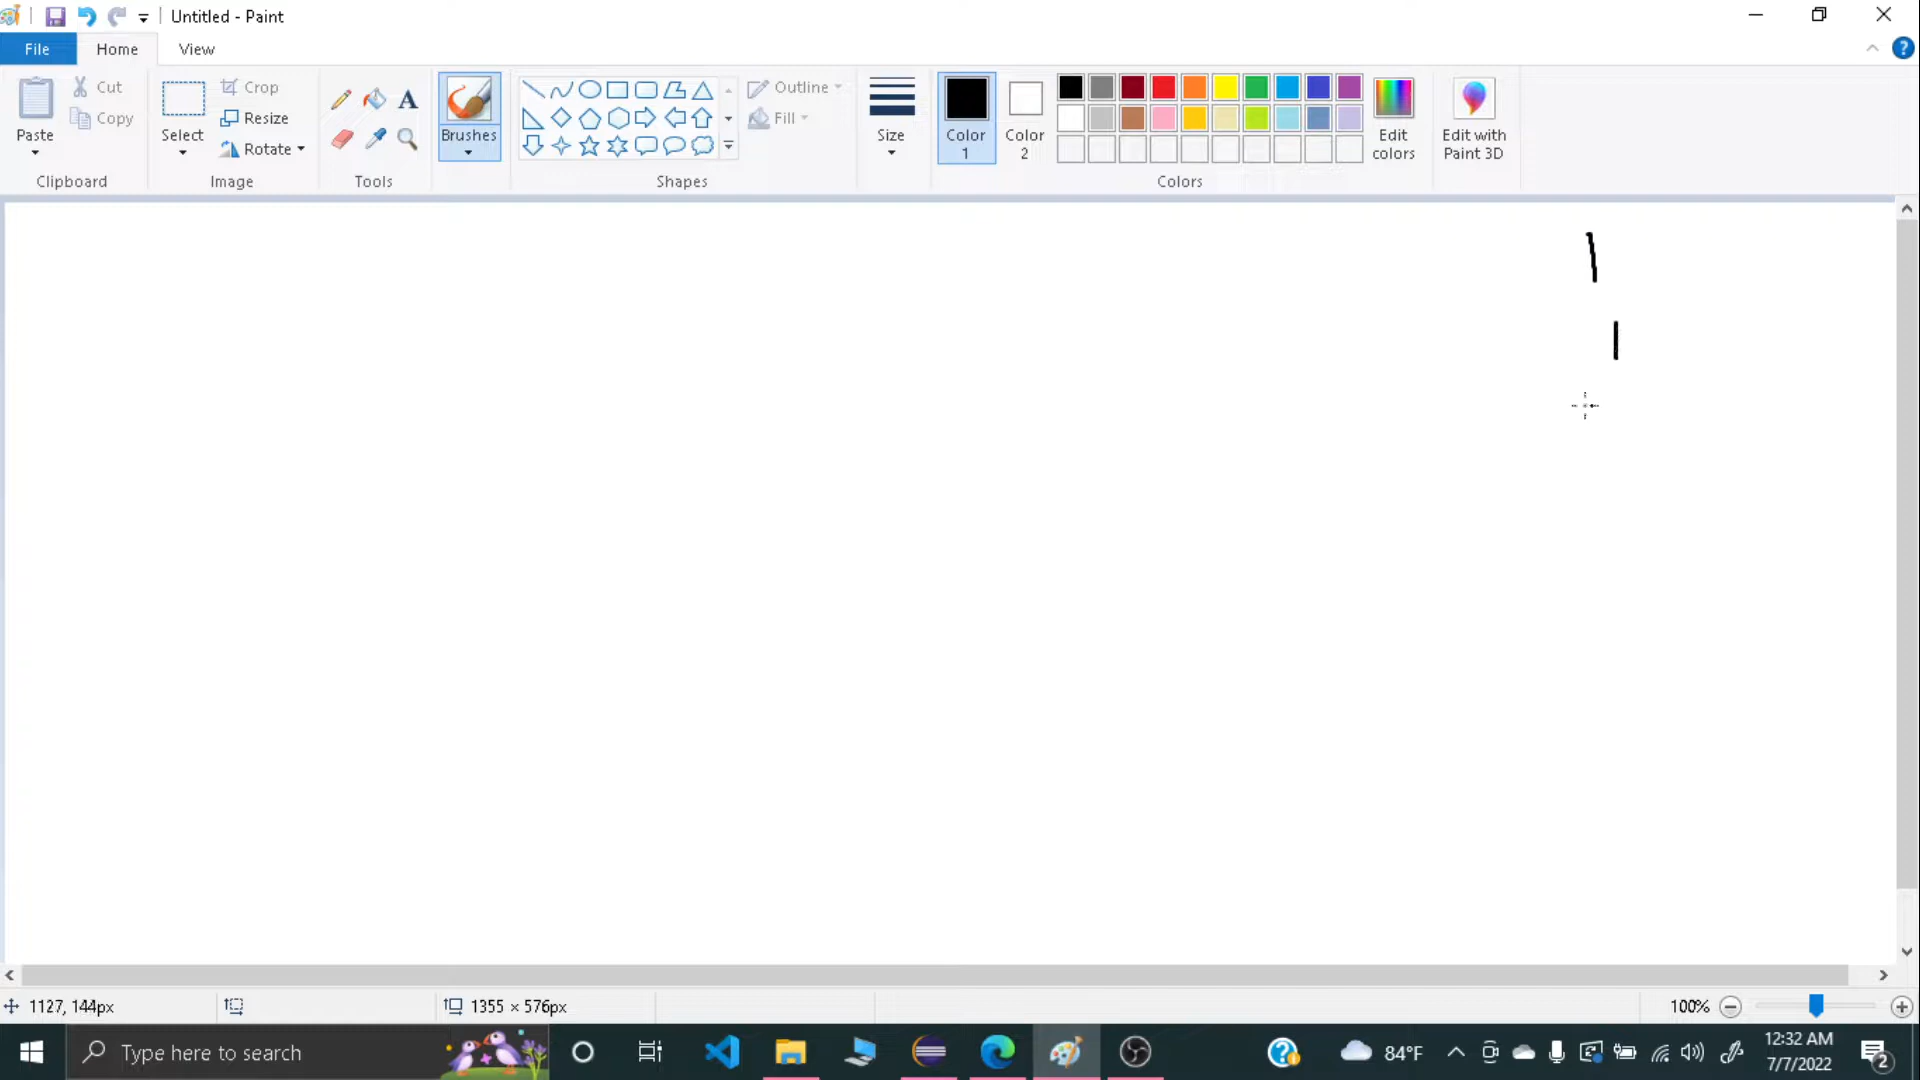 Untitled - Paint
File Home View
Paste Cut Copy Clipboard
Select Crop Resize Rotate Image
Tools
Brushes
Outline Fill Shapes
Size
Color 1
Color 2
Edit colors
Colors
Edit with Paint 3D
1127, 144px 1355 × 576px 100%
Type here to search 84°F 12:32 AM
7/7/2022 2